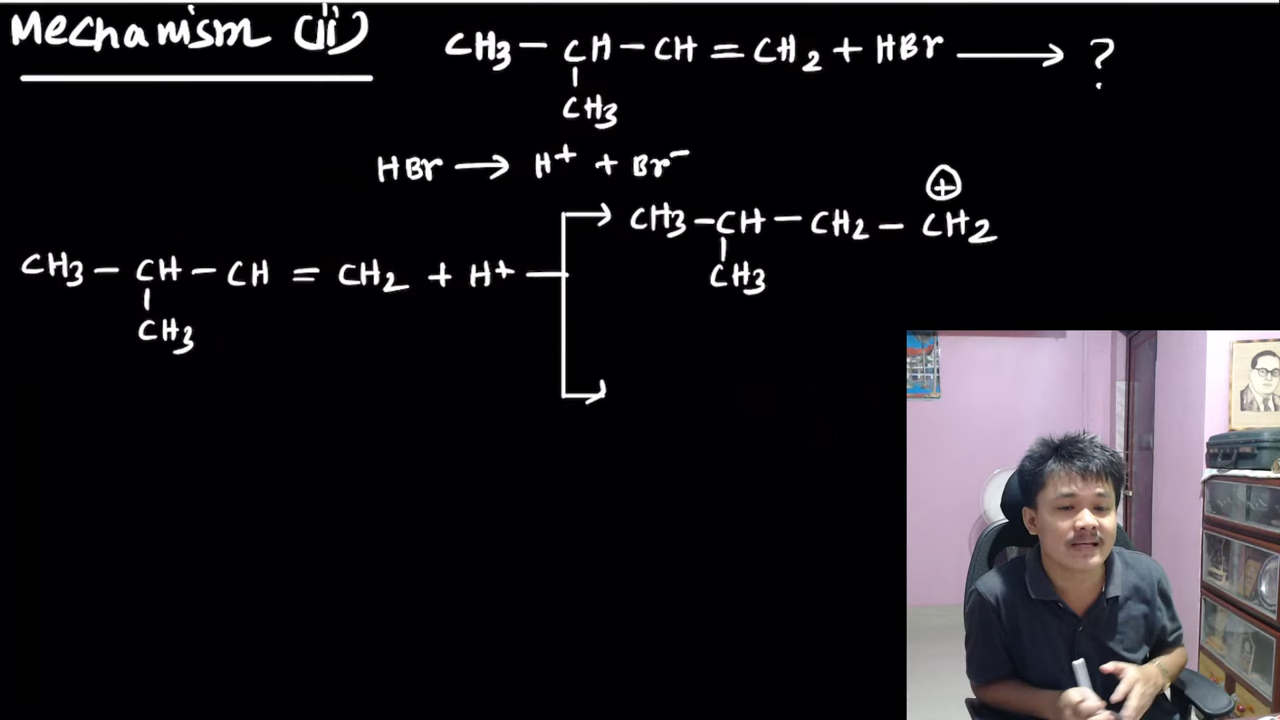 Mechanism (ii)
CH3 – CH – CH = CH2 + HBr ⟶ ?
CH3
HBr ⟶ H⁺ + Br⁻
⊕
CH3 – CH – CH2 – CH2
CH3
CH3 – CH – CH = CH2 + H⁺
CH3